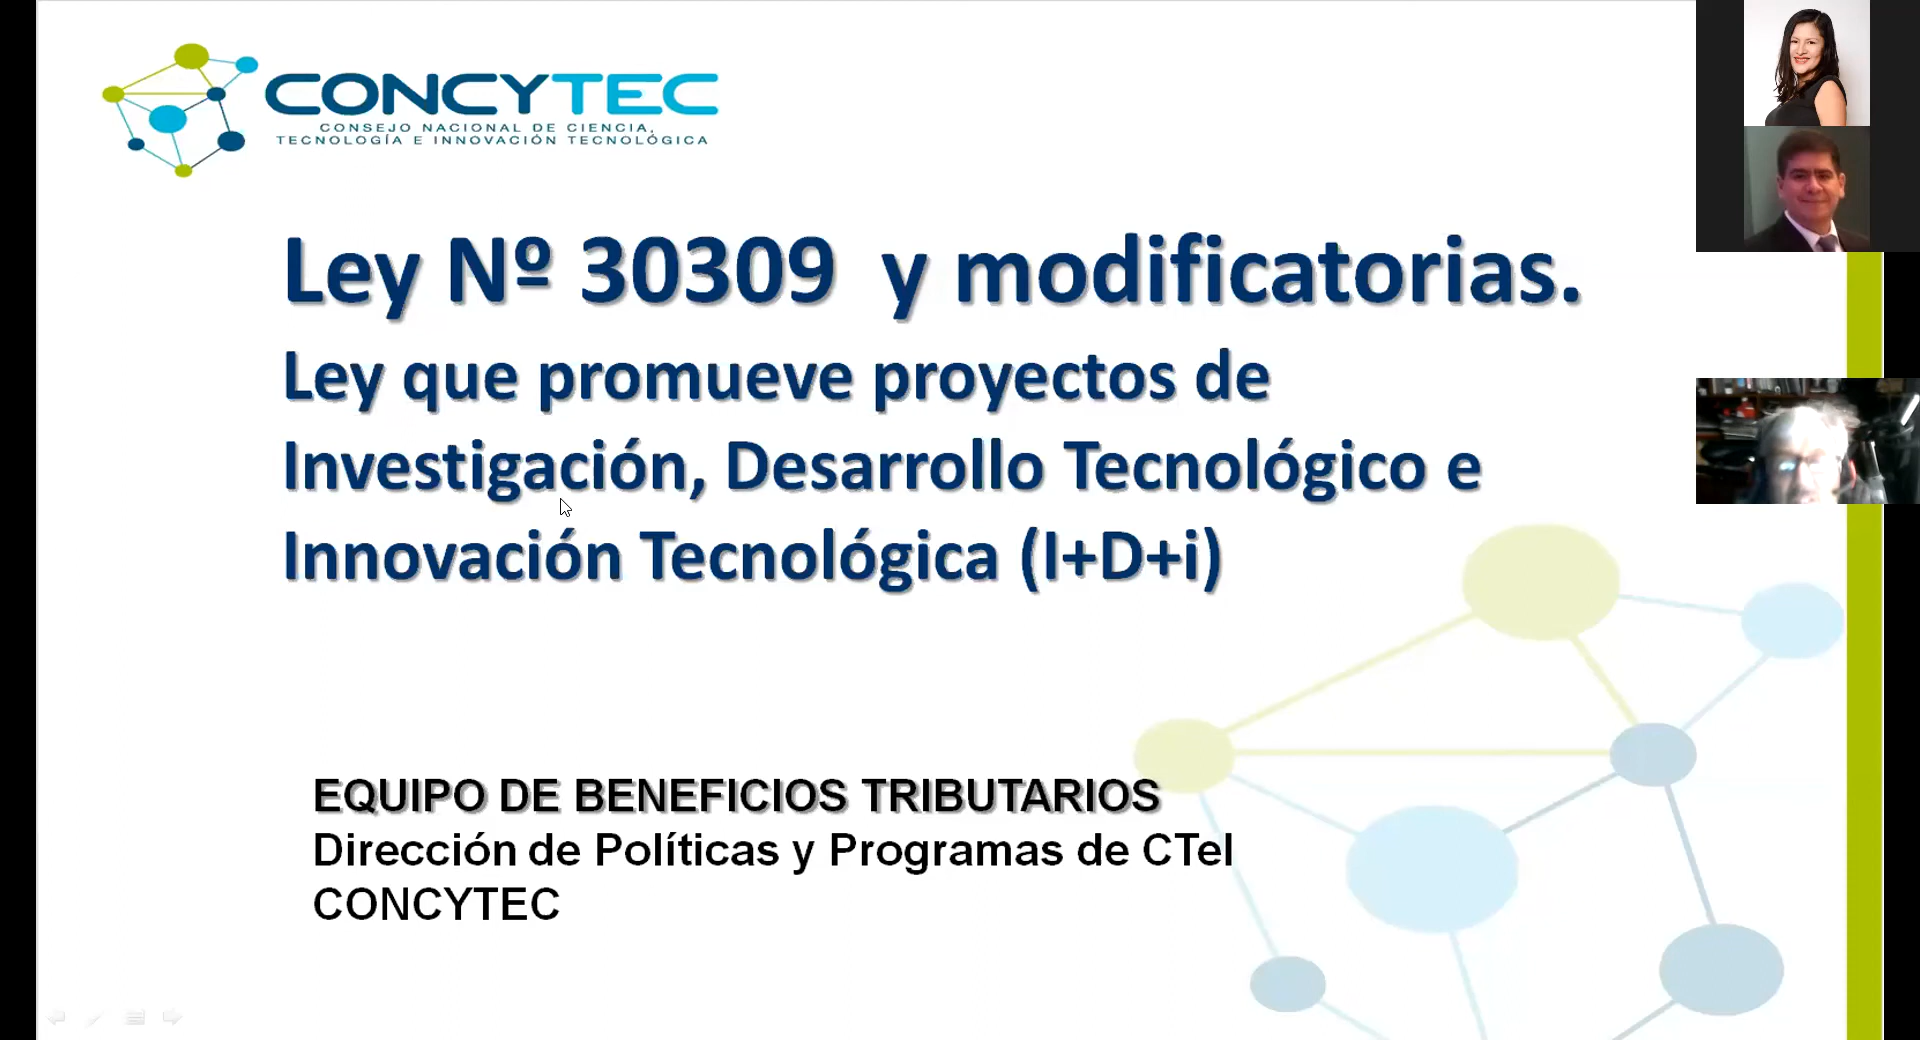 CONCYTEC
CONSEJO NACIONAL DE CIENCIA,
TECNOLOGÍA E INNOVACIÓN TECNOLÓGICA
Ley Nº 30309 y modificatorias.
Ley que promueve proyectos de
Investigación, Desarrollo Tecnológico e
Innovación Tecnológica (I+D+i)
EQUIPO DE BENEFICIOS TRIBUTARIOS
Dirección de Políticas y Programas de CTeI
CONCYTEC